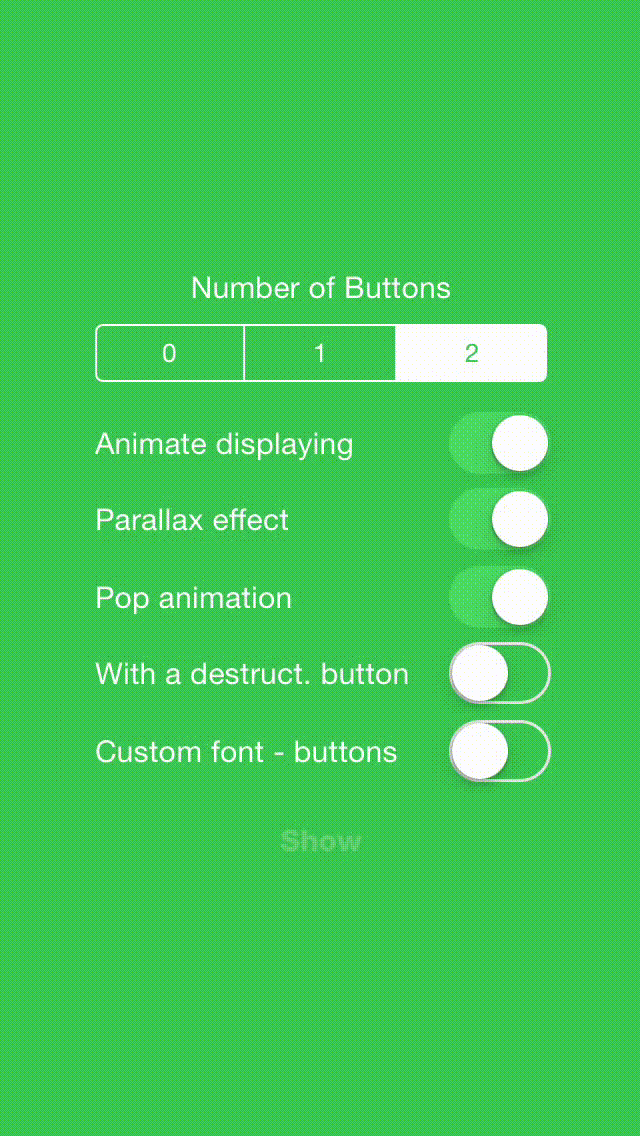 Number of Buttons
0 1 2
Animate displaying
Parallax effect
Pop animation
With a destruct. button
Custom font - buttons
Show